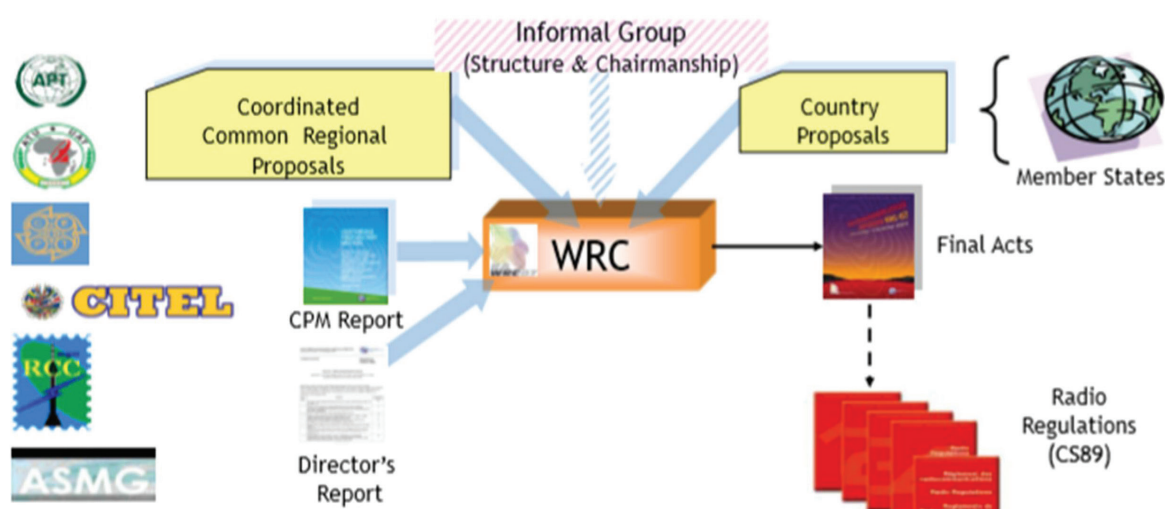 Informal Group
(Structure & Chairmanship)
APT
Coordinated
Common Regional
Proposals
Country
Proposals
Member States
CITEL
WRC
Final Acts
CPM Report
RCC
ASMG
Director's
Report
Radio
Regulations
(CS89)